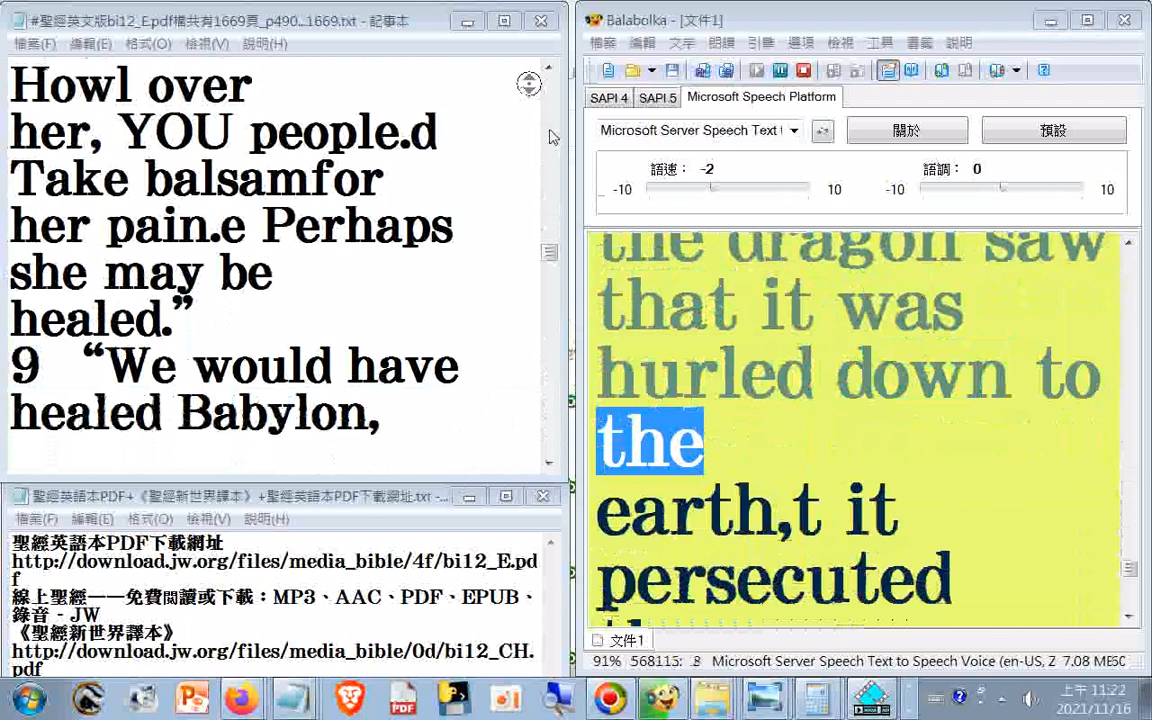 #聖經英文版bi12_E.pdf檔共有1669頁_p490...1669.txt - 記事本
檔案(F) 編輯(E) 格式(O) 檢視(V) 說明(H)
Howl over
her, YOU people.d
Take balsamfor
her pain.e Perhaps
she may be
healed.”
9 “We would have
healed Babylon,
聖經英語本PDF+《聖經新世界譯本》+聖經英語本PDF下載網址.txt - ...
檔案(F) 編輯(E) 格式(O) 檢視(V) 說明(H)
聖經英語本PDF下載網址
http://download.jw.org/files/media_bible/4f/bi12_E.pd
f
線上聖經——免費閱讀或下載：MP3、AAC、PDF、EPUB、
錄音 - JW
《聖經新世界譯本》
http://download.jw.org/files/media_bible/0d/bi12_CH.
pdf
Balabolka - [文件1]
檔案 編輯 文字 朗讀 引擎 選項 檢視 工具 書籤 說明
SAPI 4 SAPI 5 Microsoft Speech Platform
Microsoft Server Speech Text 關於 預設
語速： -2 語調： 0
-10 10 -10 10
the dragon saw
that it was
hurled down to
the
earth,t it
persecuted
文件1
91% Microsoft Server Speech Text to Speech Voice (en-US, Z 7.08 ME
上午 11:22
2021/11/16